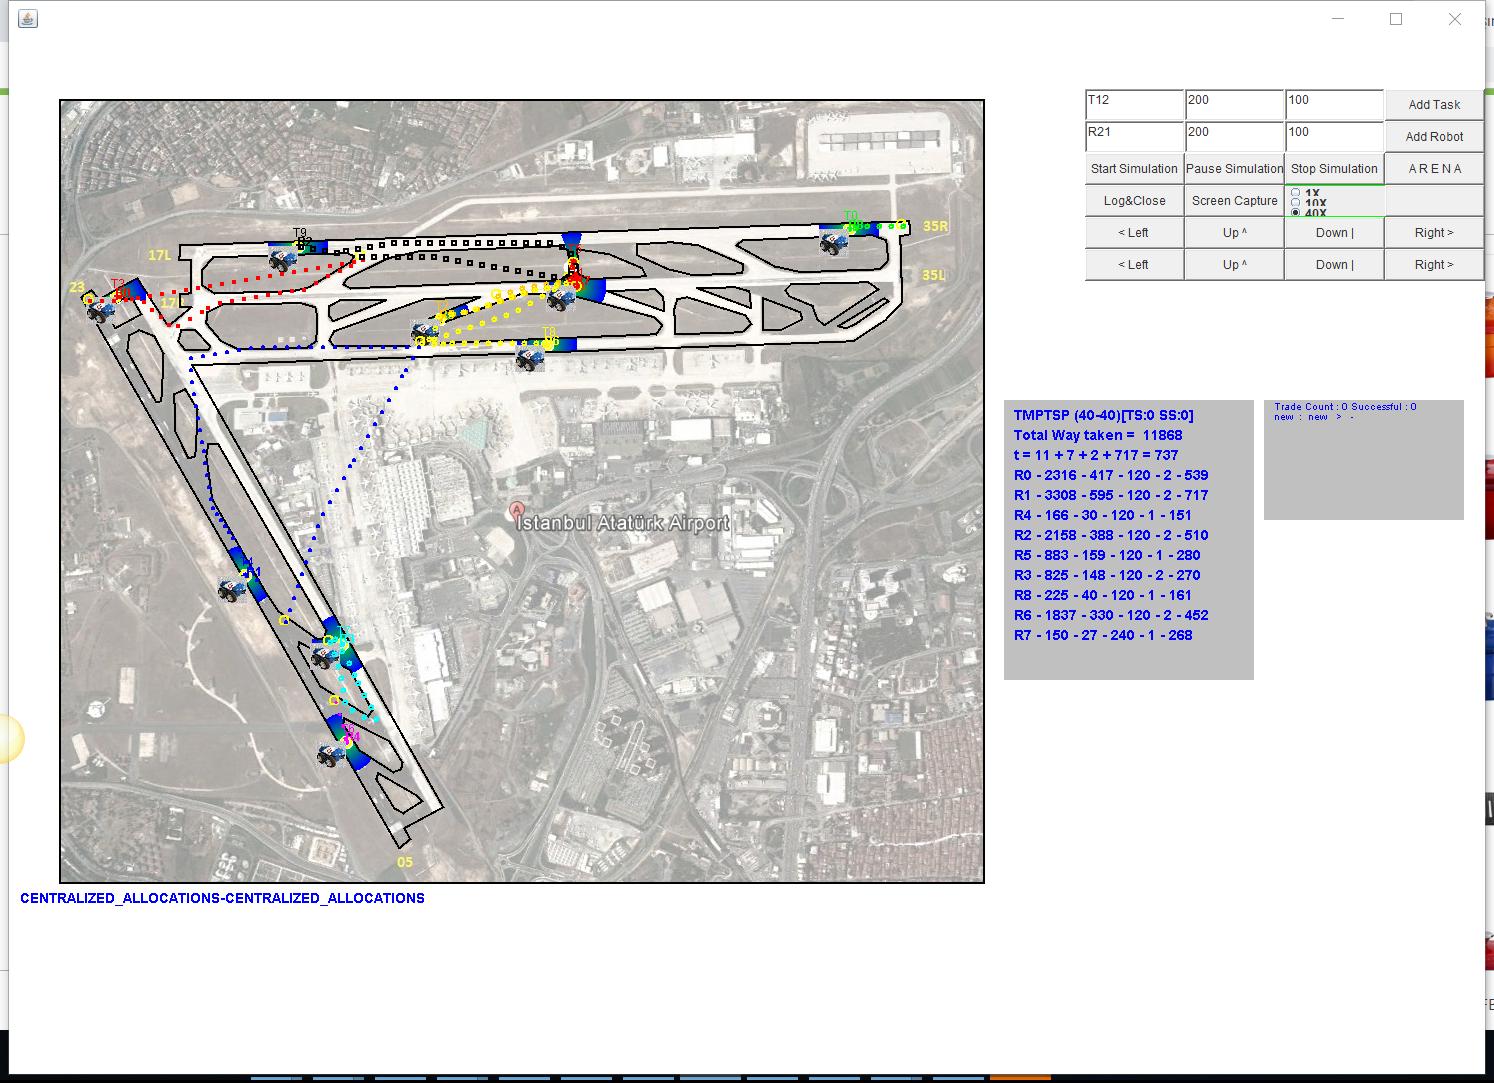 T12 200 100 Add Task
R21 200 100 Add Robot
Start Simulation Pause Simulation Stop Simulation A R E N A
Log&Close Screen Capture
1X
10X
40X
< Left Up ^ Down | Right >
< Left Up ^ Down | Right >
T0
35R
T9
17L
35L
23
17R
T8
R1
İstanbul Atatürk Airport
05
CENTRALIZED_ALLOCATIONS-CENTRALIZED_ALLOCATIONS
TMPTSP (40-40)[TS:0 SS:0]
Total Way taken = 11868
t = 11 + 7 + 2 + 717 = 737
R0 - 2316 - 417 - 120 - 2 - 539
R1 - 3308 - 595 - 120 - 2 - 717
R4 - 166 - 30 - 120 - 1 - 151
R2 - 2158 - 388 - 120 - 2 - 510
R5 - 883 - 159 - 120 - 1 - 280
R3 - 825 - 148 - 120 - 2 - 270
R8 - 225 - 40 - 120 - 1 - 161
R6 - 1837 - 330 - 120 - 2 - 452
R7 - 150 - 27 - 240 - 1 - 268
Trade Count : 0 Successful : 0
new : new > -